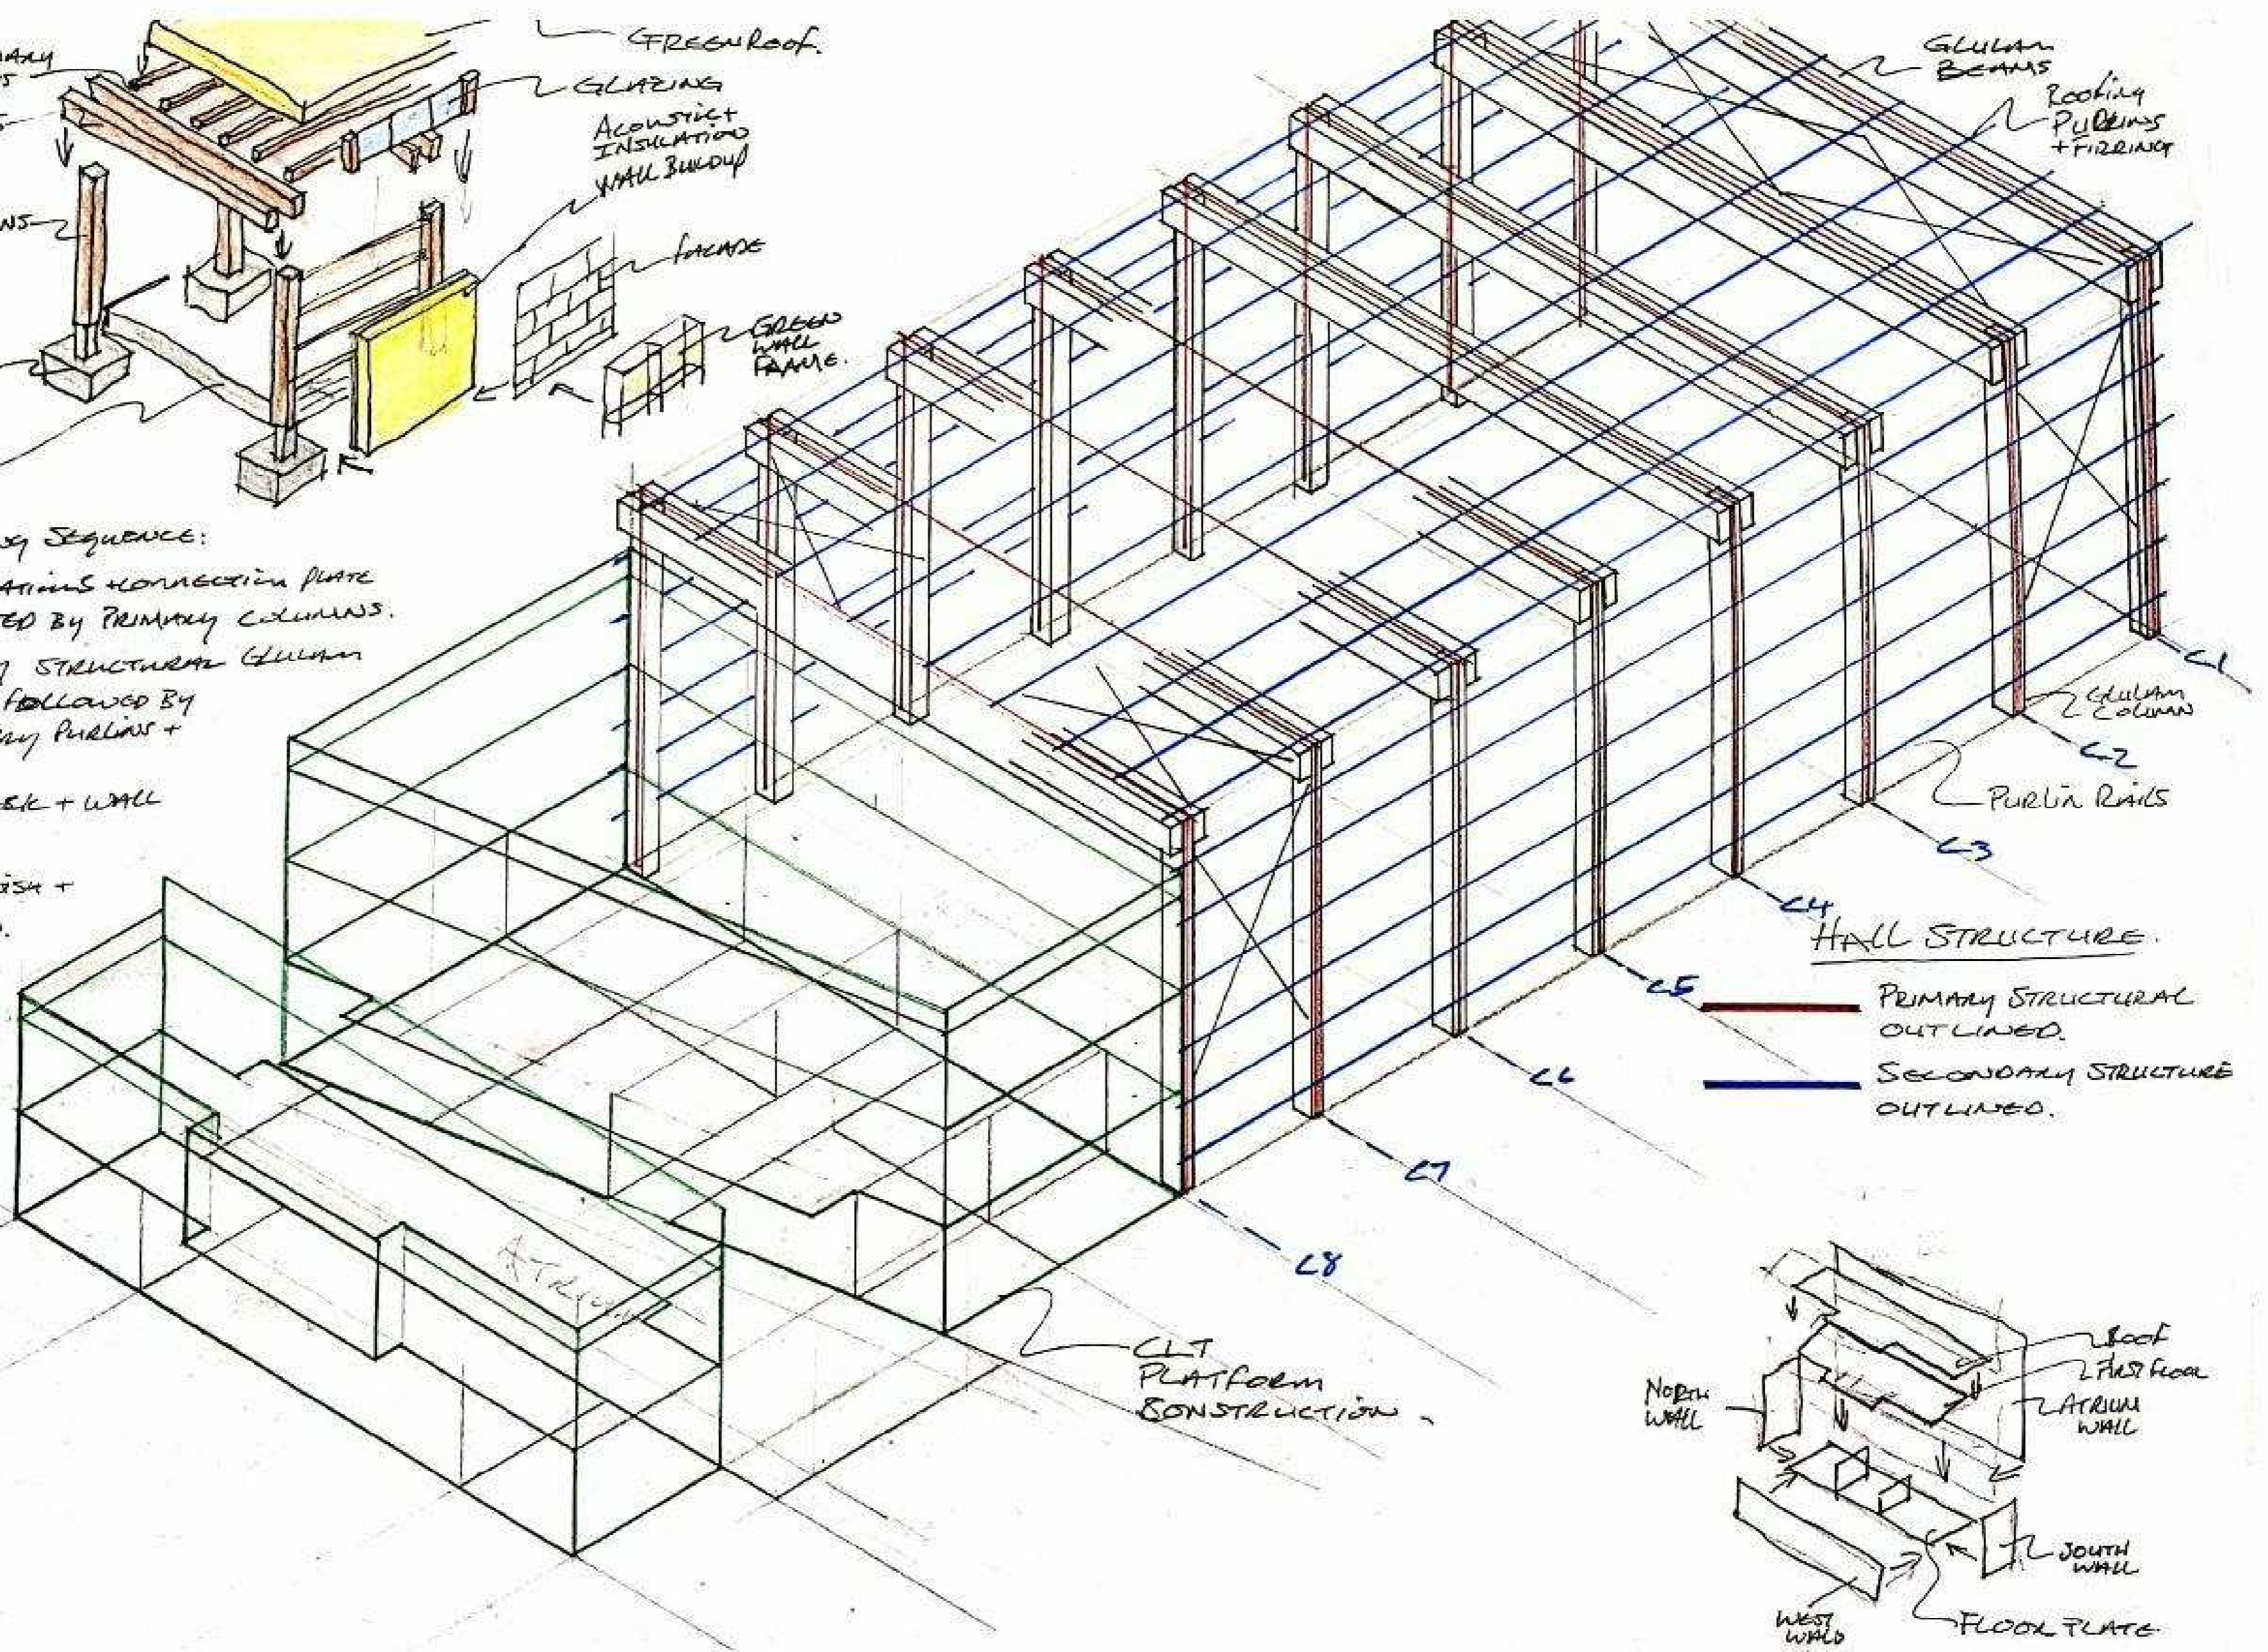 GREEN ROOF.
GLAZING
ACOUSTIC +
INSULATION
WALL BUILDUP
FACADE
GREEN
WALL
FRAME.
SEQUENCE:
CONNECTION PLATE
BY PRIMARY COLUMNS.
STRUCTURAL GLULAM
FOLLOWED BY
PURLINS +
+ WALL
GLULAM
BEAMS
ROOFING
PURLINS
+ FIRRING
C1
GLULAM
COLUMN
C2
PURLIN RAILS
C3
C4
HALL STRUCTURE.
C5
PRIMARY STRUCTURAL
OUTLINED.
C6
SECONDARY STRUCTURE
OUTLINED.
C7
C8
ATRIUM
CLT
PLATFORM
CONSTRUCTION.
ROOF
FIRST FLOOR
NORTH
WALL
ATRIUM
WALL
SOUTH
WALL
WEST
FLOOR PLATE